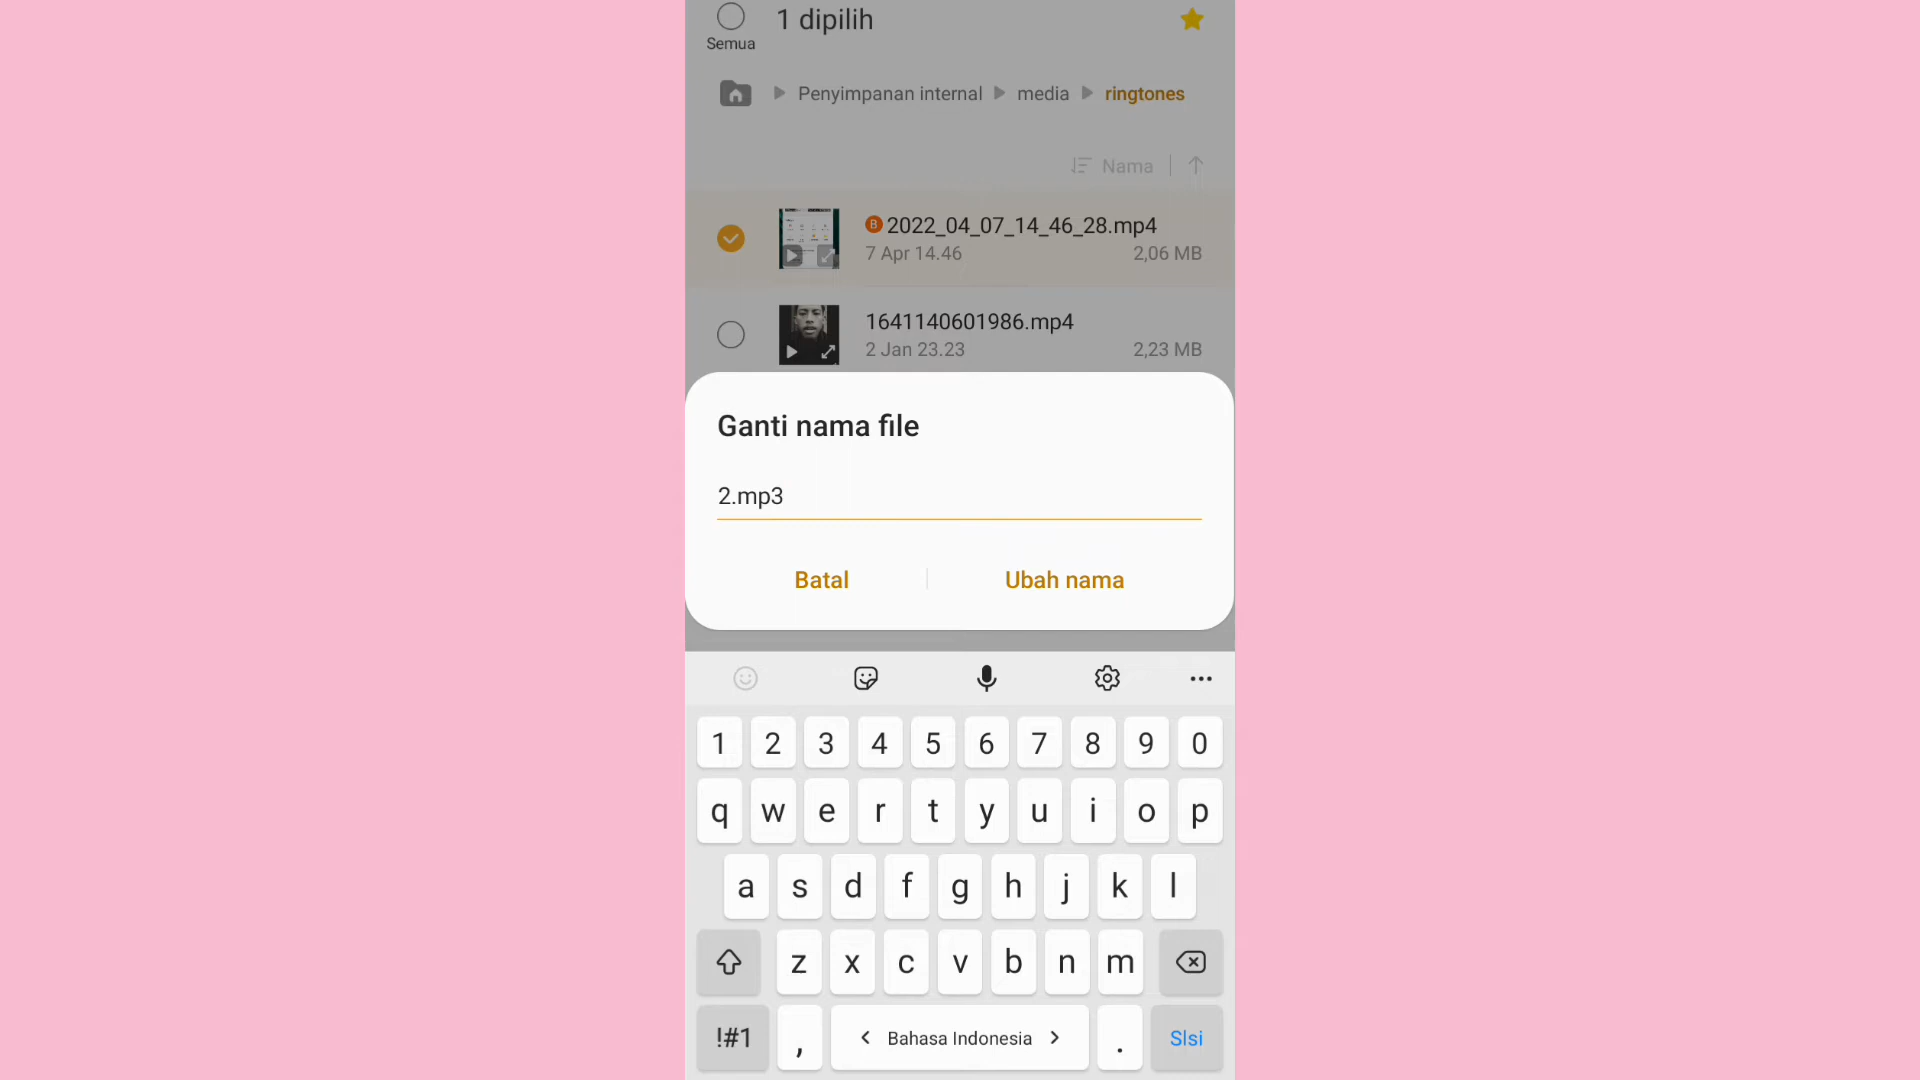 1 dipilih
Semua
Penyimpanan internal
media
ringtones
Nama
B 2022_04_07_14_46_28.mp4
7 Apr 14.46
2,06 MB
1641140601986.mp4
2 Jan 23.23
2,23 MB
Ganti nama file
2.mp3
Batal
Ubah nama
1 2 3 4 5 6 7 8 9 0
q w e r t y u i o p
a s d f g h j k l
z x c v b n m
!#1 , < Bahasa Indonesia > . Slsi